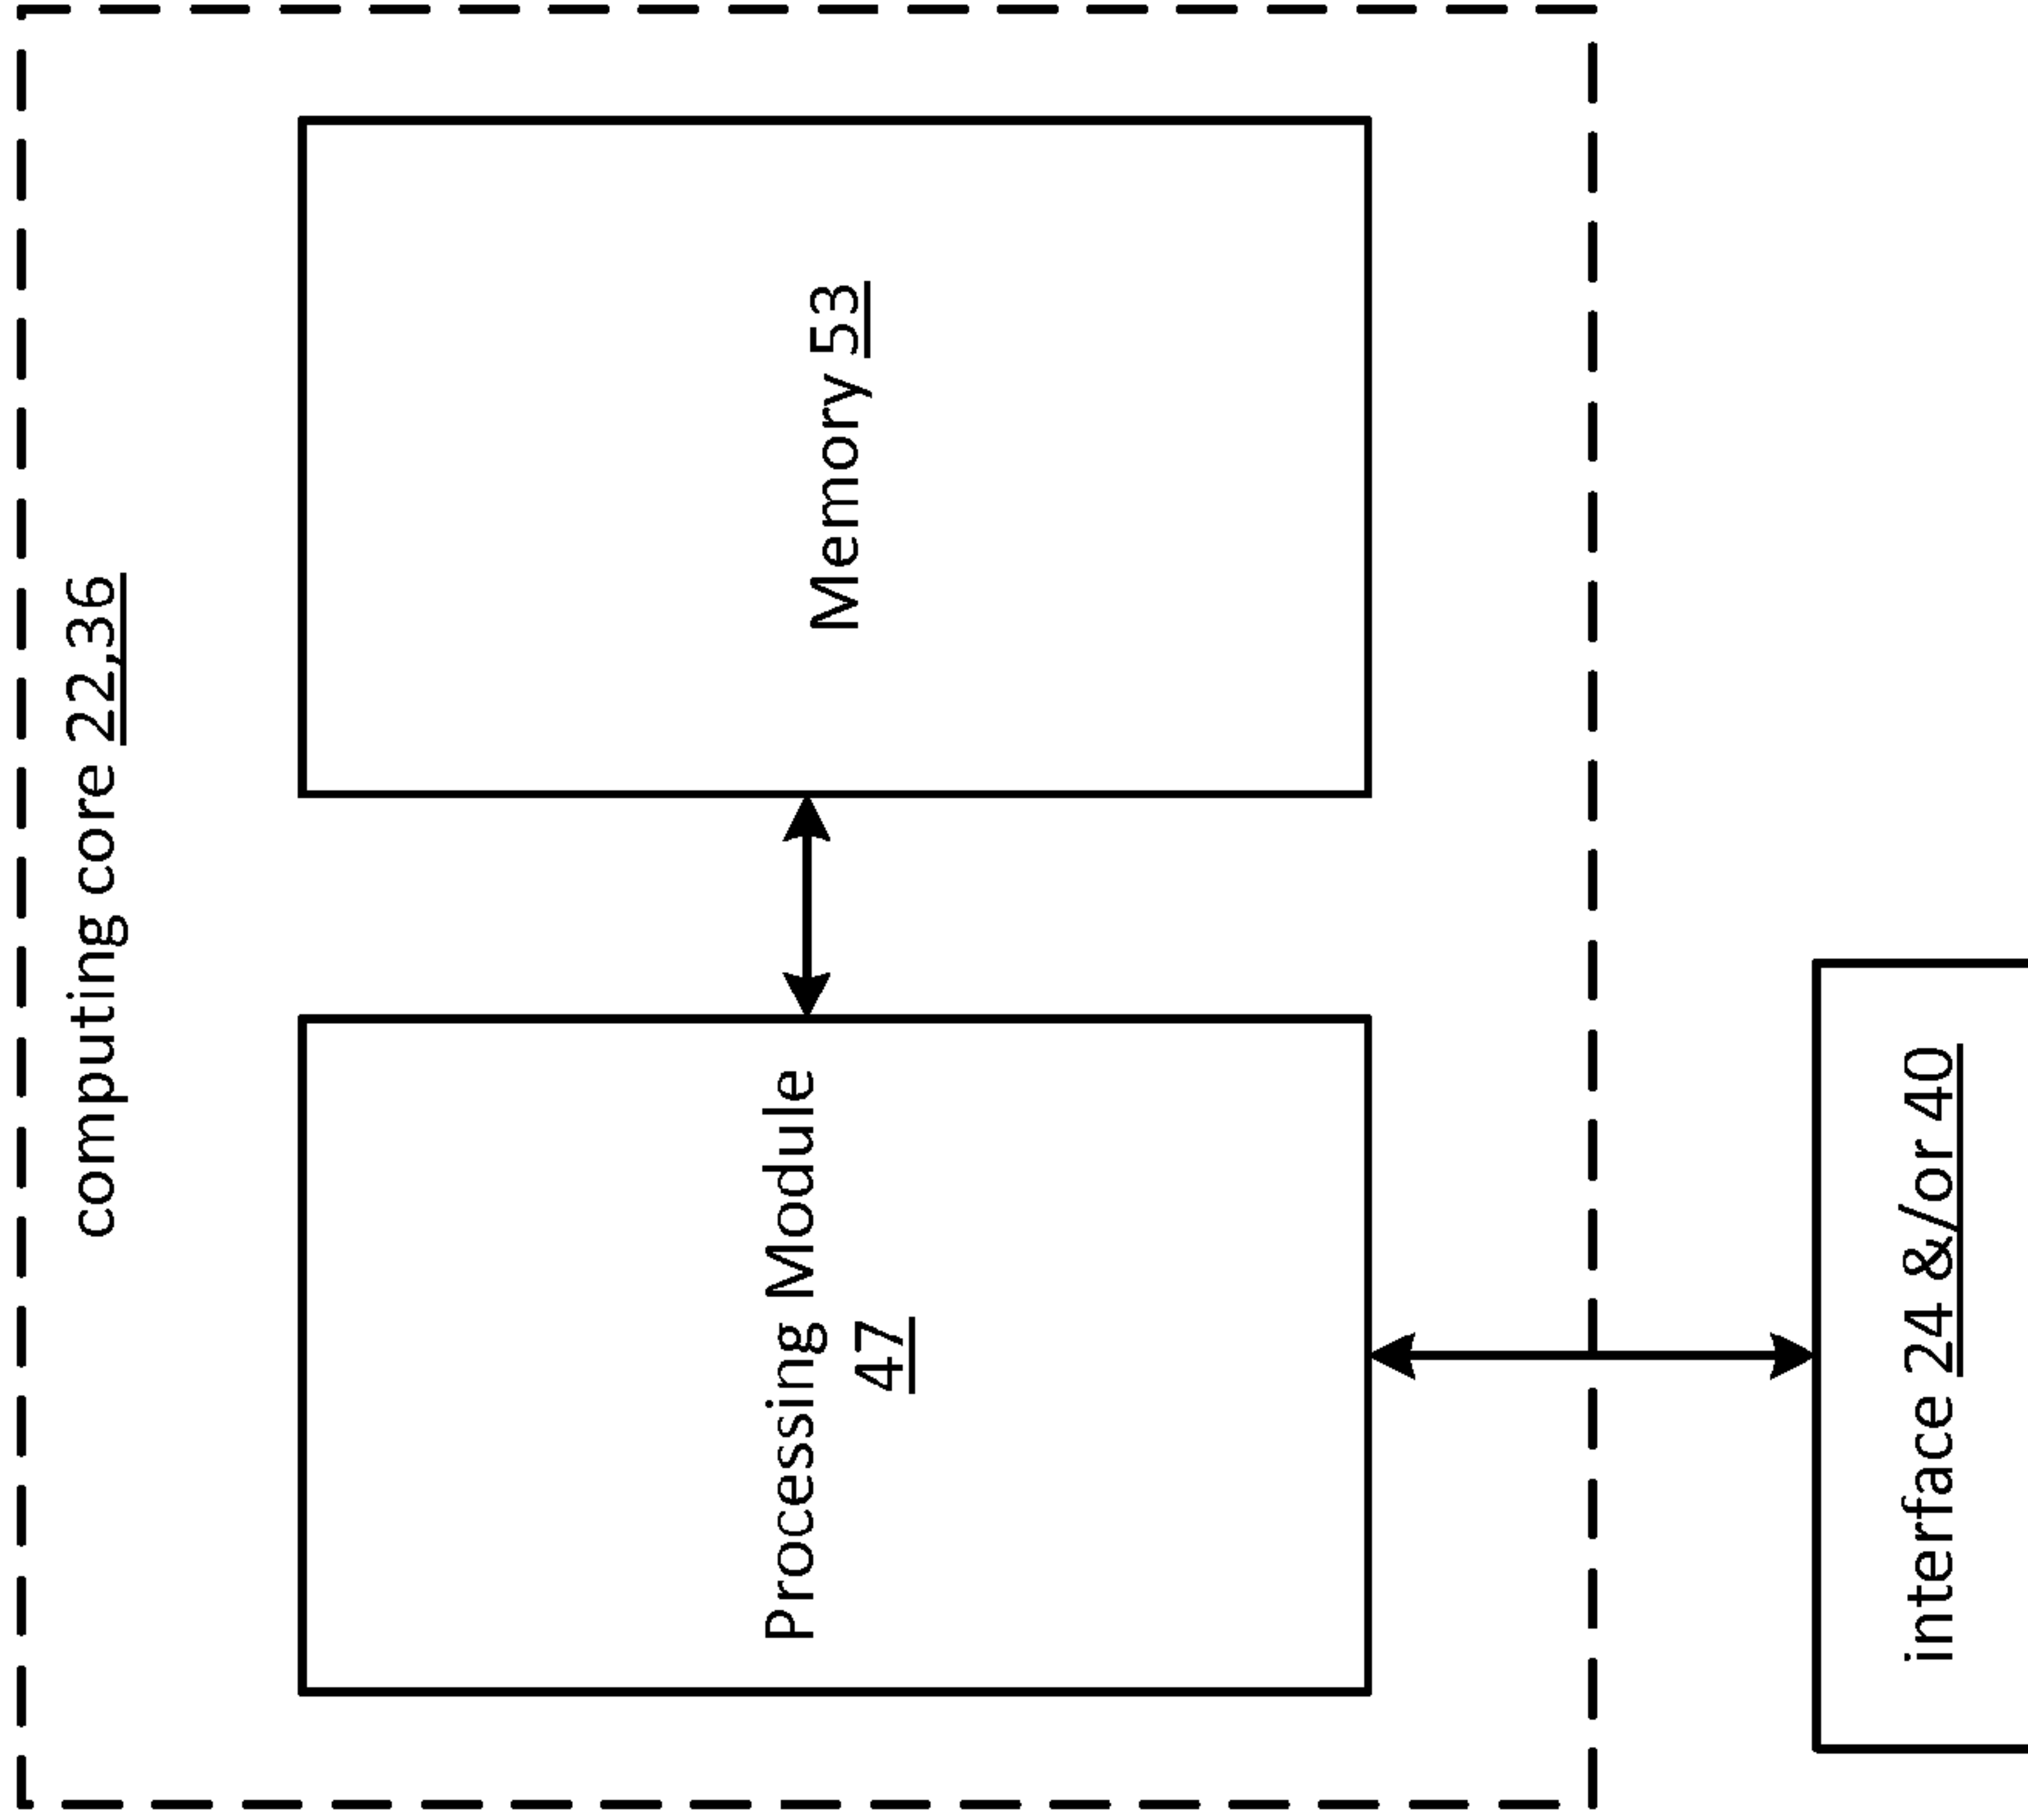 computing core 22,36
Processing Module
47
Memory 53
interface 24 &/or 40